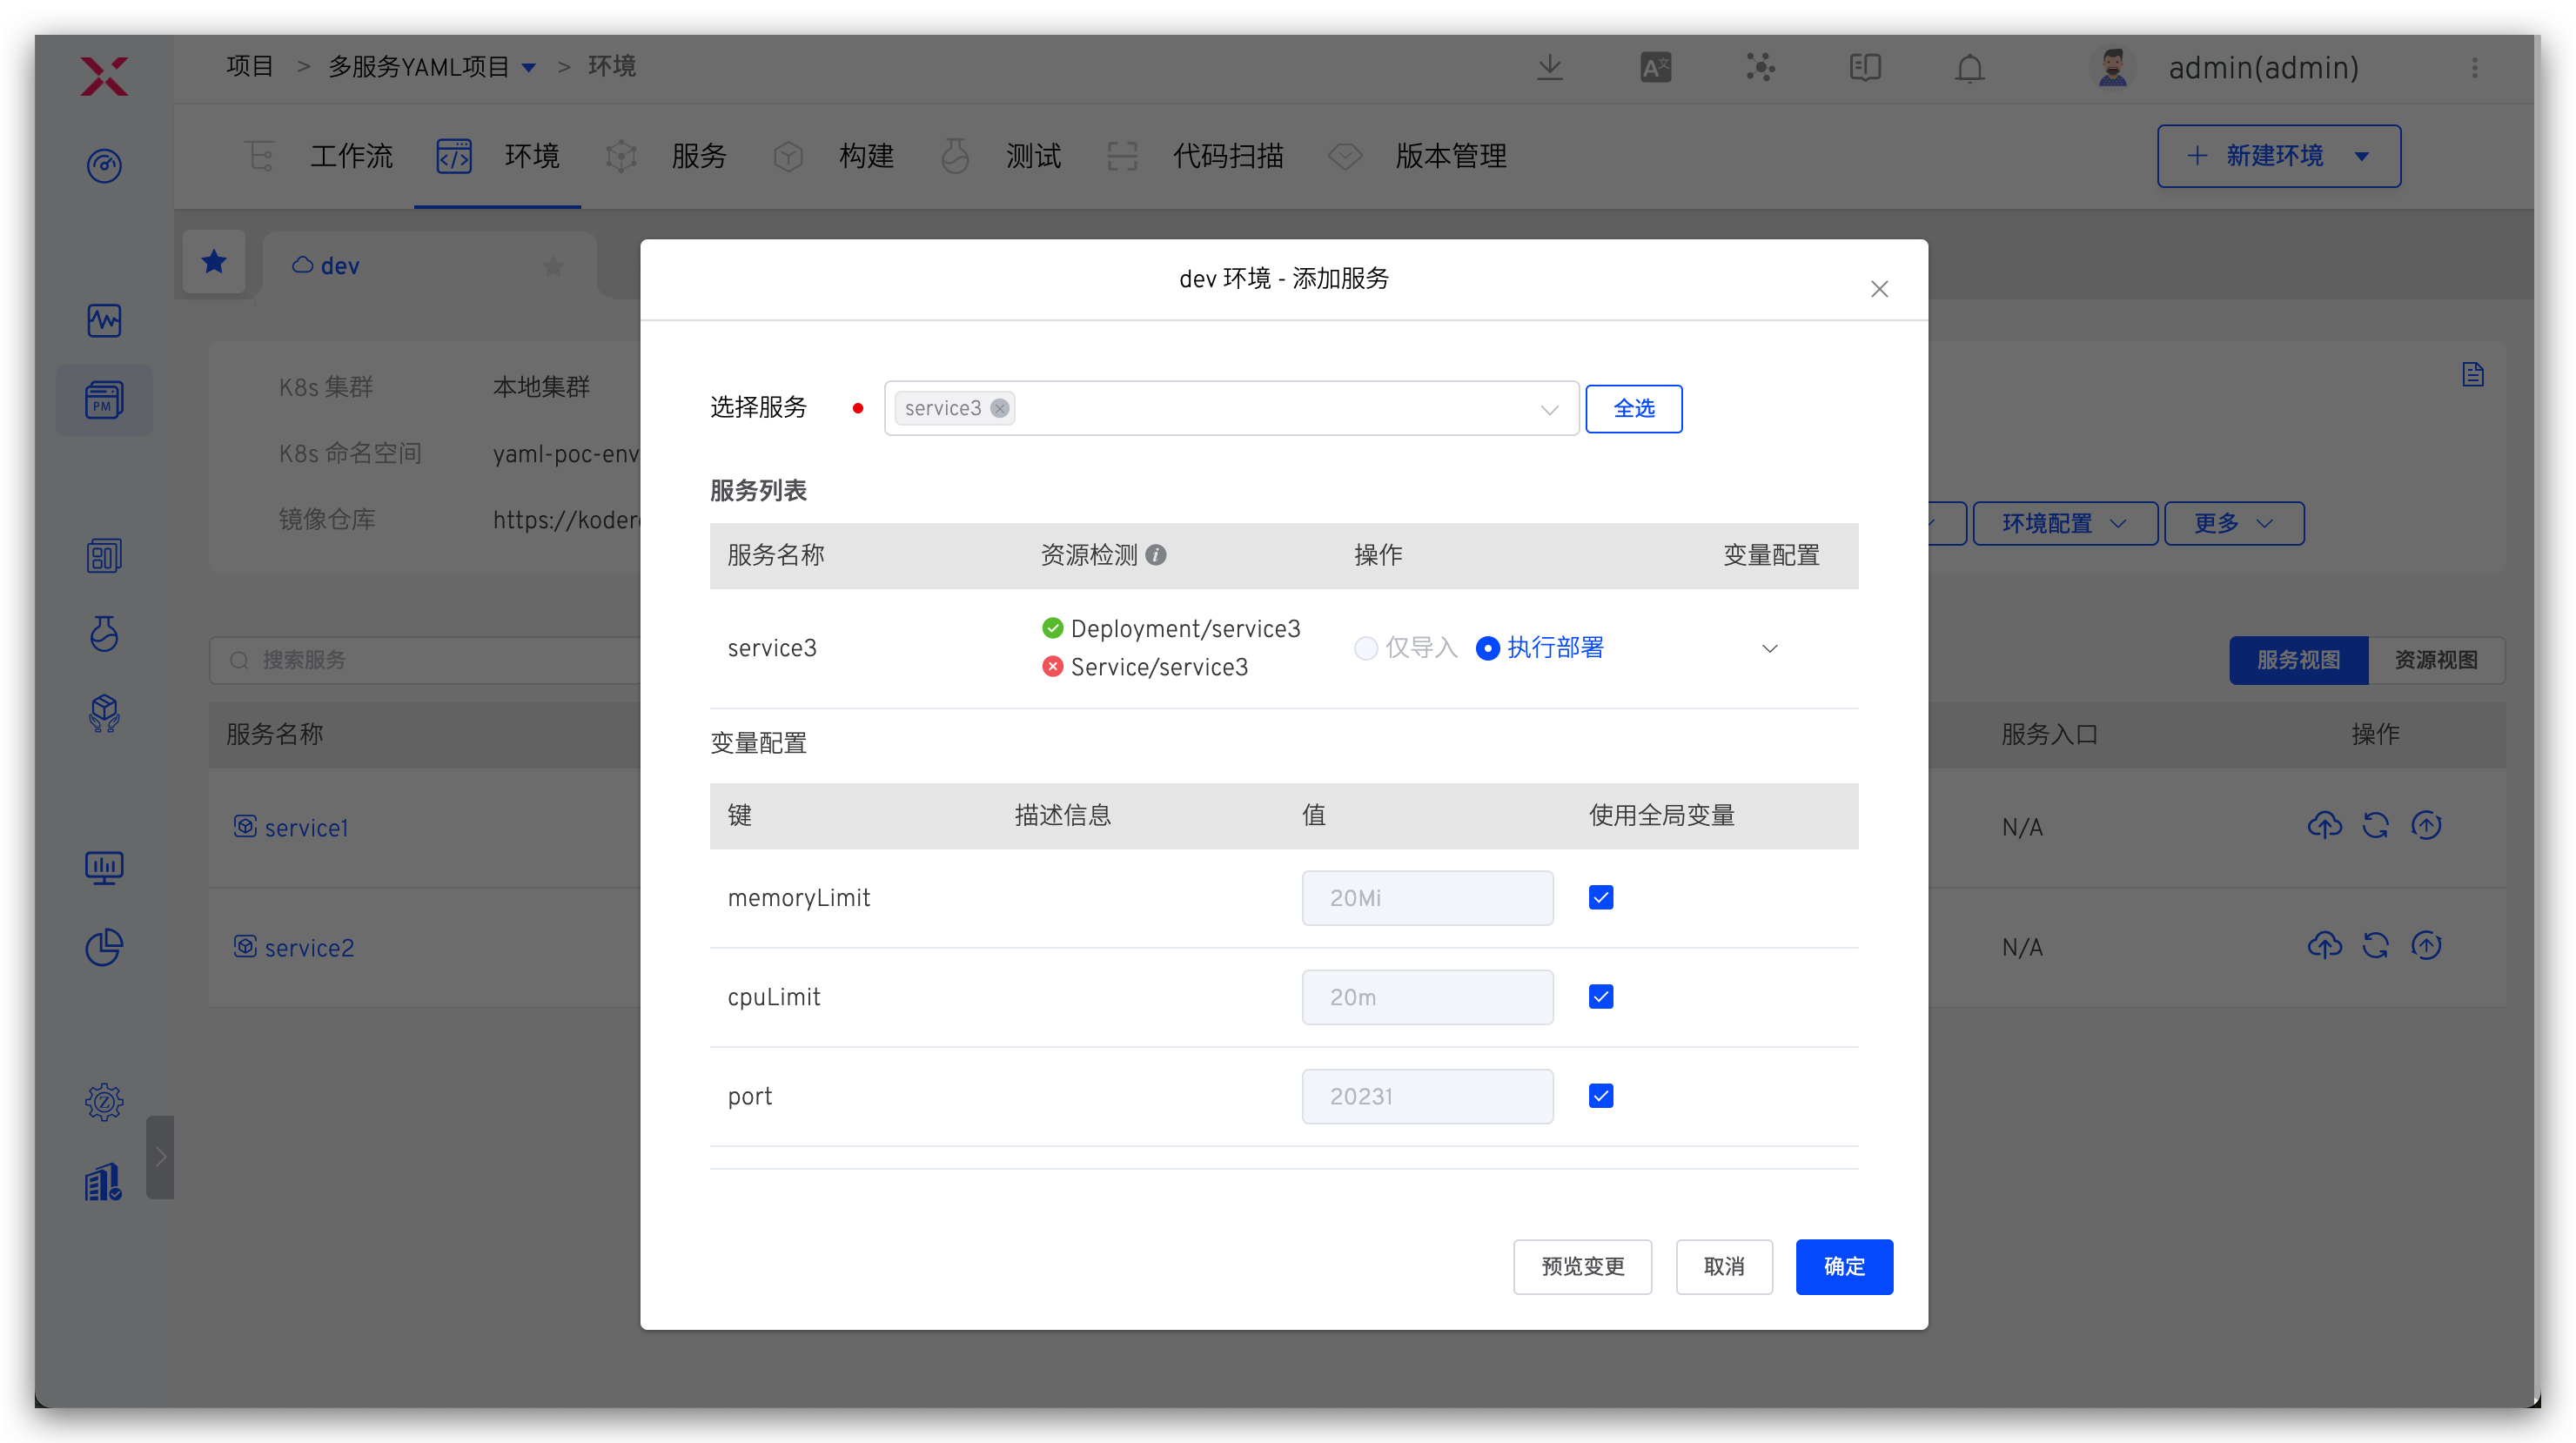 项目 > 多服务YAML项目 > 环境
admin(admin)
工作流 环境 服务 构建 测试 代码扫描 版本管理
+ 新建环境
dev
PM
K8s 集群 本地集群
K8s 命名空间 yaml-poc-env
镜像仓库 https://koder
环境配置 更多
搜索服务
服务视图 资源视图
服务名称 服务入口 操作
service1 N/A
service2 N/A
dev 环境 - 添加服务
选择服务 service3 全选
服务列表
服务名称 资源检测 操作 变量配置
service3 Deployment/service3 仅导入 执行部署
Service/service3
变量配置
键 描述信息 值 使用全局变量
memoryLimit 20Mi
cpuLimit 20m
port 20231
预览变更 取消 确定